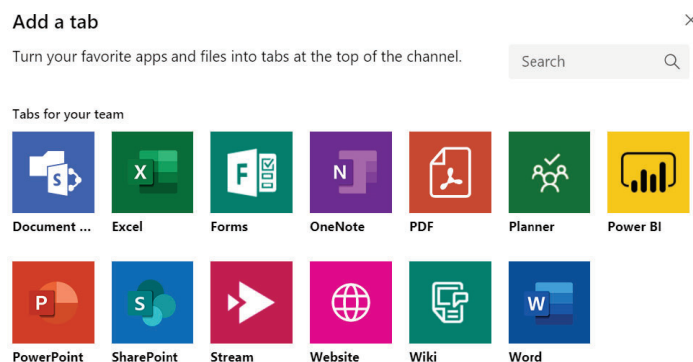 Add a tab
Turn your favorite apps and files into tabs at the top of the channel.
Search
Tabs for your team
S X F N
Document ... Excel Forms OneNote PDF Planner Power BI
P S W
PowerPoint SharePoint Stream Website Wiki Word